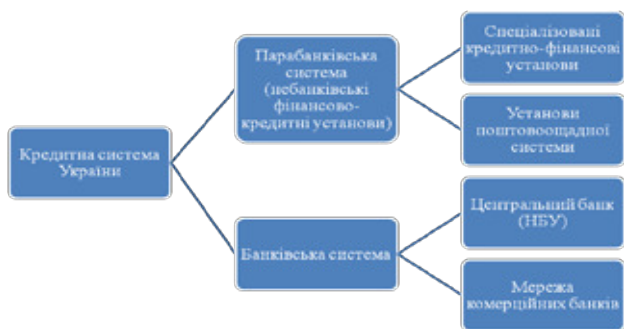 Кредитна система
України
Парабанківська
система
(небанківські
фінансово-
кредитні установи)
Банківська система
Спеціалізовані
кредитно-фінансові
установи
Установи
поштовоощадної
системи
Центральний банк
(НБУ)
Мережа
комерційних банків